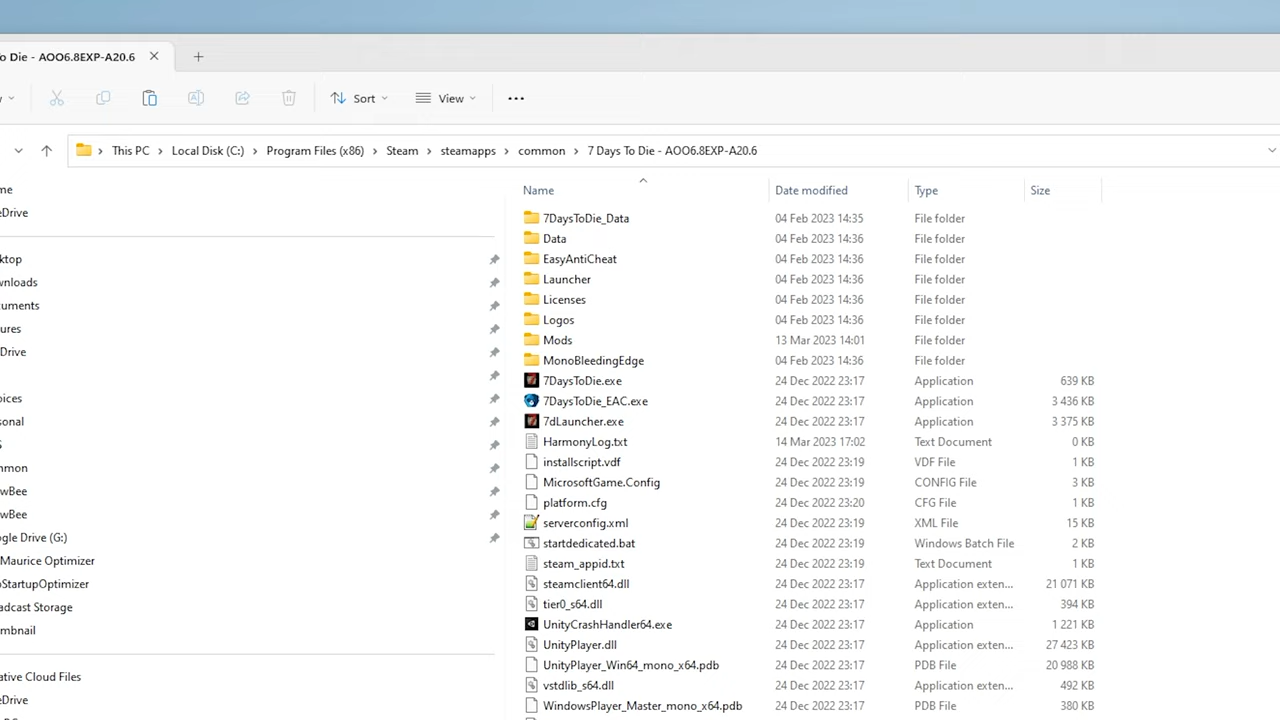 To Die - AOO6.8EXP-A20.6
Sort
View
This PC > Local Disk (C:) > Program Files (x86) > Steam > steamapps > common > 7 Days To Die - AOO6.8EXP-A20.6
Name Date modified Type Size
me
eDrive
ktop
wnloads
uments
ures
Drive
oices
sonal
S
mmon
wBee
wBee
gle Drive (G:)
Maurice Optimizer
oStartupOptimizer
adcast Storage
mbnail
ative Cloud Files
eDrive
7DaysToDie_Data 04 Feb 2023 14:35 File folder
Data 04 Feb 2023 14:36 File folder
EasyAntiCheat 04 Feb 2023 14:36 File folder
Launcher 04 Feb 2023 14:36 File folder
Licenses 04 Feb 2023 14:36 File folder
Logos 04 Feb 2023 14:36 File folder
Mods 13 Mar 2023 14:01 File folder
MonoBleedingEdge 04 Feb 2023 14:36 File folder
7DaysToDie.exe 24 Dec 2022 23:17 Application 639 KB
7DaysToDie_EAC.exe 24 Dec 2022 23:17 Application 3 436 KB
7dLauncher.exe 24 Dec 2022 23:17 Application 3 375 KB
HarmonyLog.txt 14 Mar 2023 17:02 Text Document 0 KB
installscript.vdf 24 Dec 2022 23:19 VDF File 1 KB
MicrosoftGame.Config 24 Dec 2022 23:19 CONFIG File 3 KB
platform.cfg 24 Dec 2022 23:20 CFG File 1 KB
serverconfig.xml 24 Dec 2022 23:19 XML File 15 KB
startdedicated.bat 24 Dec 2022 23:19 Windows Batch File 2 KB
steam_appid.txt 24 Dec 2022 23:19 Text Document 1 KB
steamclient64.dll 24 Dec 2022 23:17 Application exten... 21 071 KB
tier0_s64.dll 24 Dec 2022 23:17 Application exten... 394 KB
UnityCrashHandler64.exe 24 Dec 2022 23:17 Application 1 221 KB
UnityPlayer.dll 24 Dec 2022 23:17 Application exten... 27 423 KB
UnityPlayer_Win64_mono_x64.pdb 24 Dec 2022 23:17 PDB File 20 988 KB
vstdlib_s64.dll 24 Dec 2022 23:17 Application exten... 492 KB
WindowsPlayer_Master_mono_x64.pdb 24 Dec 2022 23:17 PDB File 380 KB